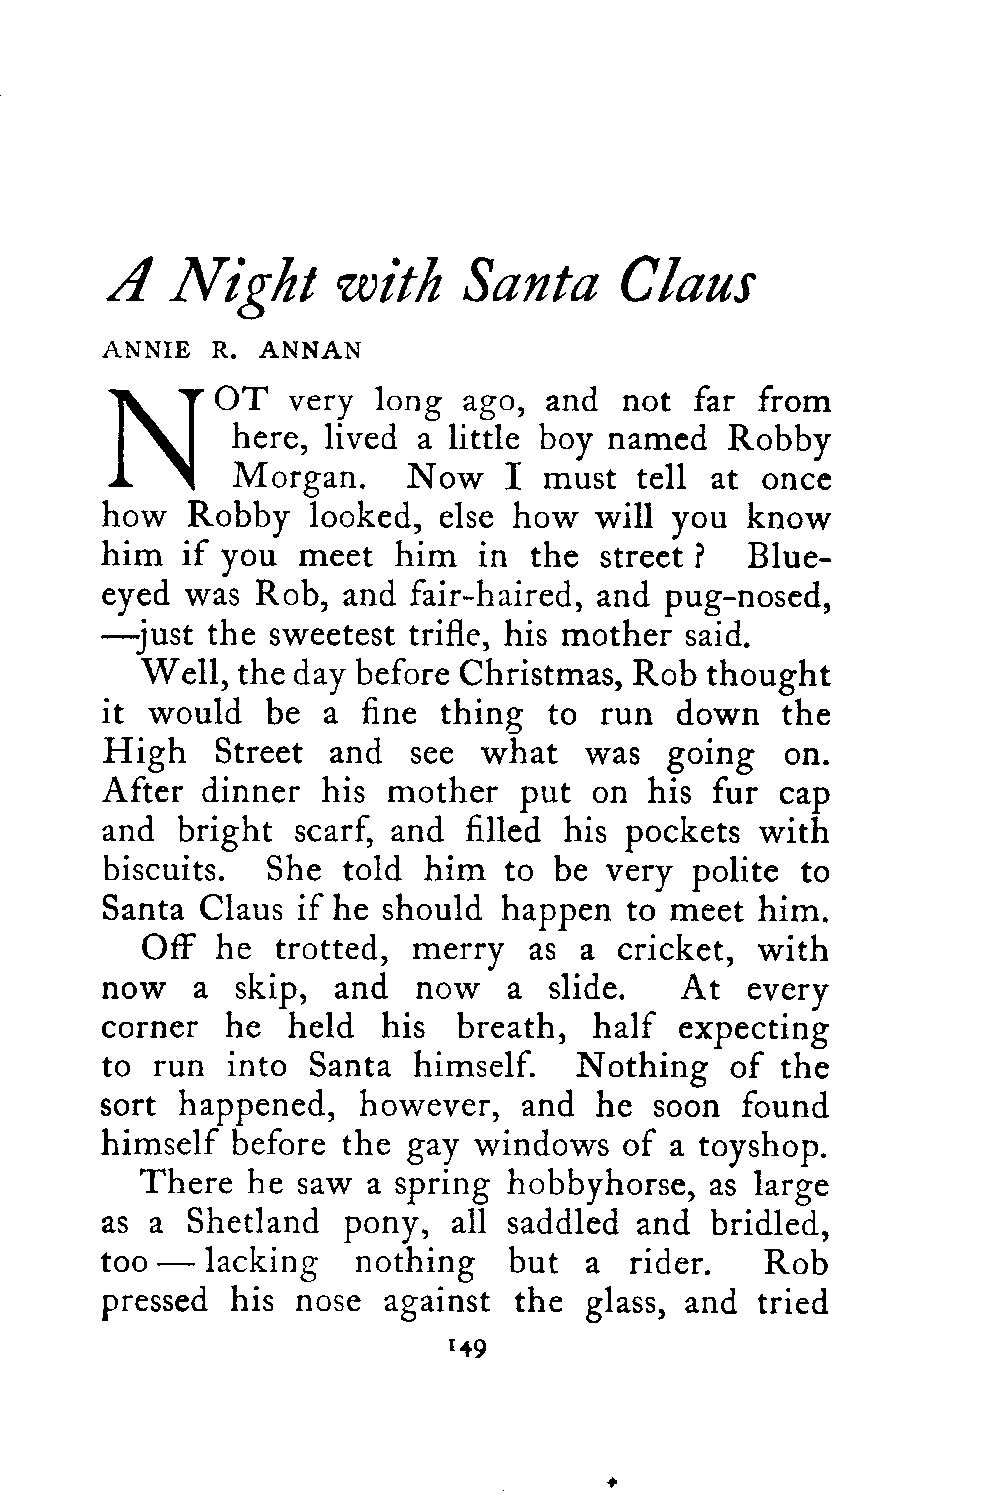 A Night with Santa Claus
ANNIE R. ANNAN
NOT very long ago, and not far from
here, lived a little boy named Robby
Morgan. Now I must tell at once
how Robby looked, else how will you know
him if you meet him in the street? Blue-
eyed was Rob, and fair-haired, and pug-nosed,
—just the sweetest trifle, his mother said.
Well, the day before Christmas, Rob thought
it would be a fine thing to run down the
High Street and see what was going on.
After dinner his mother put on his fur cap
and bright scarf, and filled his pockets with
biscuits. She told him to be very polite to
Santa Claus if he should happen to meet him.
Off he trotted, merry as a cricket, with
now a skip, and now a slide. At every
corner he held his breath, half expecting
to run into Santa himself. Nothing of the
sort happened, however, and he soon found
himself before the gay windows of a toyshop.
There he saw a spring hobbyhorse, as large
as a Shetland pony, all saddled and bridled,
too — lacking nothing but a rider. Rob
pressed his nose against the glass, and tried
149